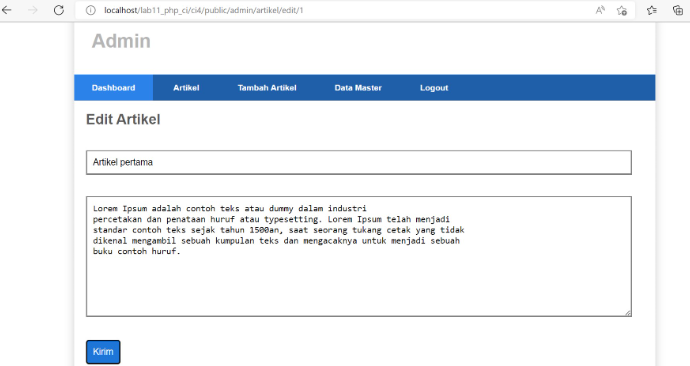 localhost/lab11_php_ci/ci4/public/admin/artikel/edit/1
Admin
Dashboard Artikel Tambah Artikel Data Master Logout
Edit Artikel
Artikel pertama
Lorem Ipsum adalah contoh teks atau dummy dalam industri
percetakan dan penataan huruf atau typesetting. Lorem Ipsum telah menjadi
standar contoh teks sejak tahun 1500an, saat seorang tukang cetak yang tidak
dikenal mengambil sebuah kumpulan teks dan mengacaknya untuk menjadi sebuah
buku contoh huruf.
Kirim